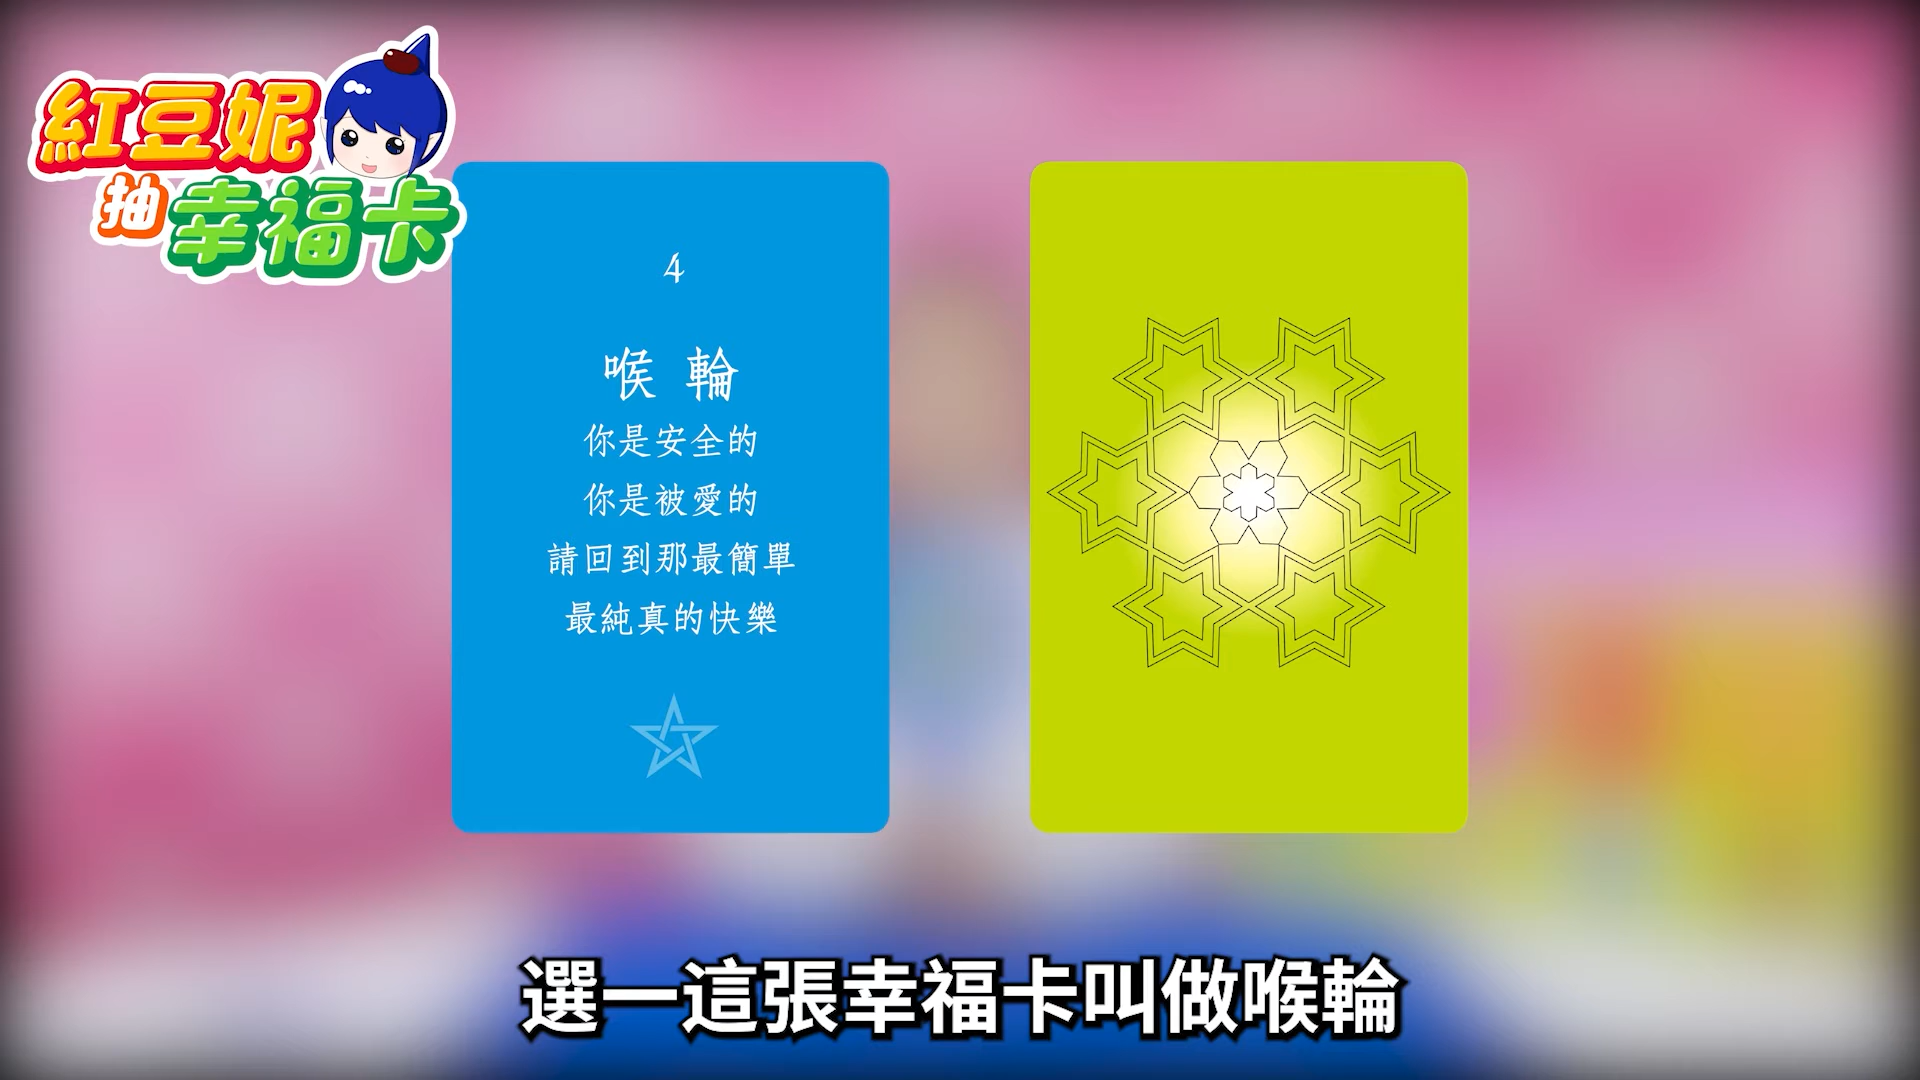 紅豆妮
抽幸福卡
4
喉輪
你是安全的
你是被愛的
請回到那最簡單
最純真的快樂
選一這張幸福卡叫做喉輪